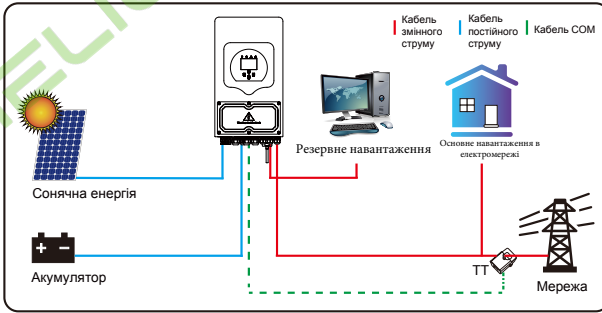 Кабель
змінного
струму
Кабель
постійного
струму
Кабель COM
Резервне навантаження
Основне навантаження в
електромережі
Сонячна енергія
Акумулятор
ТТ
Мережа